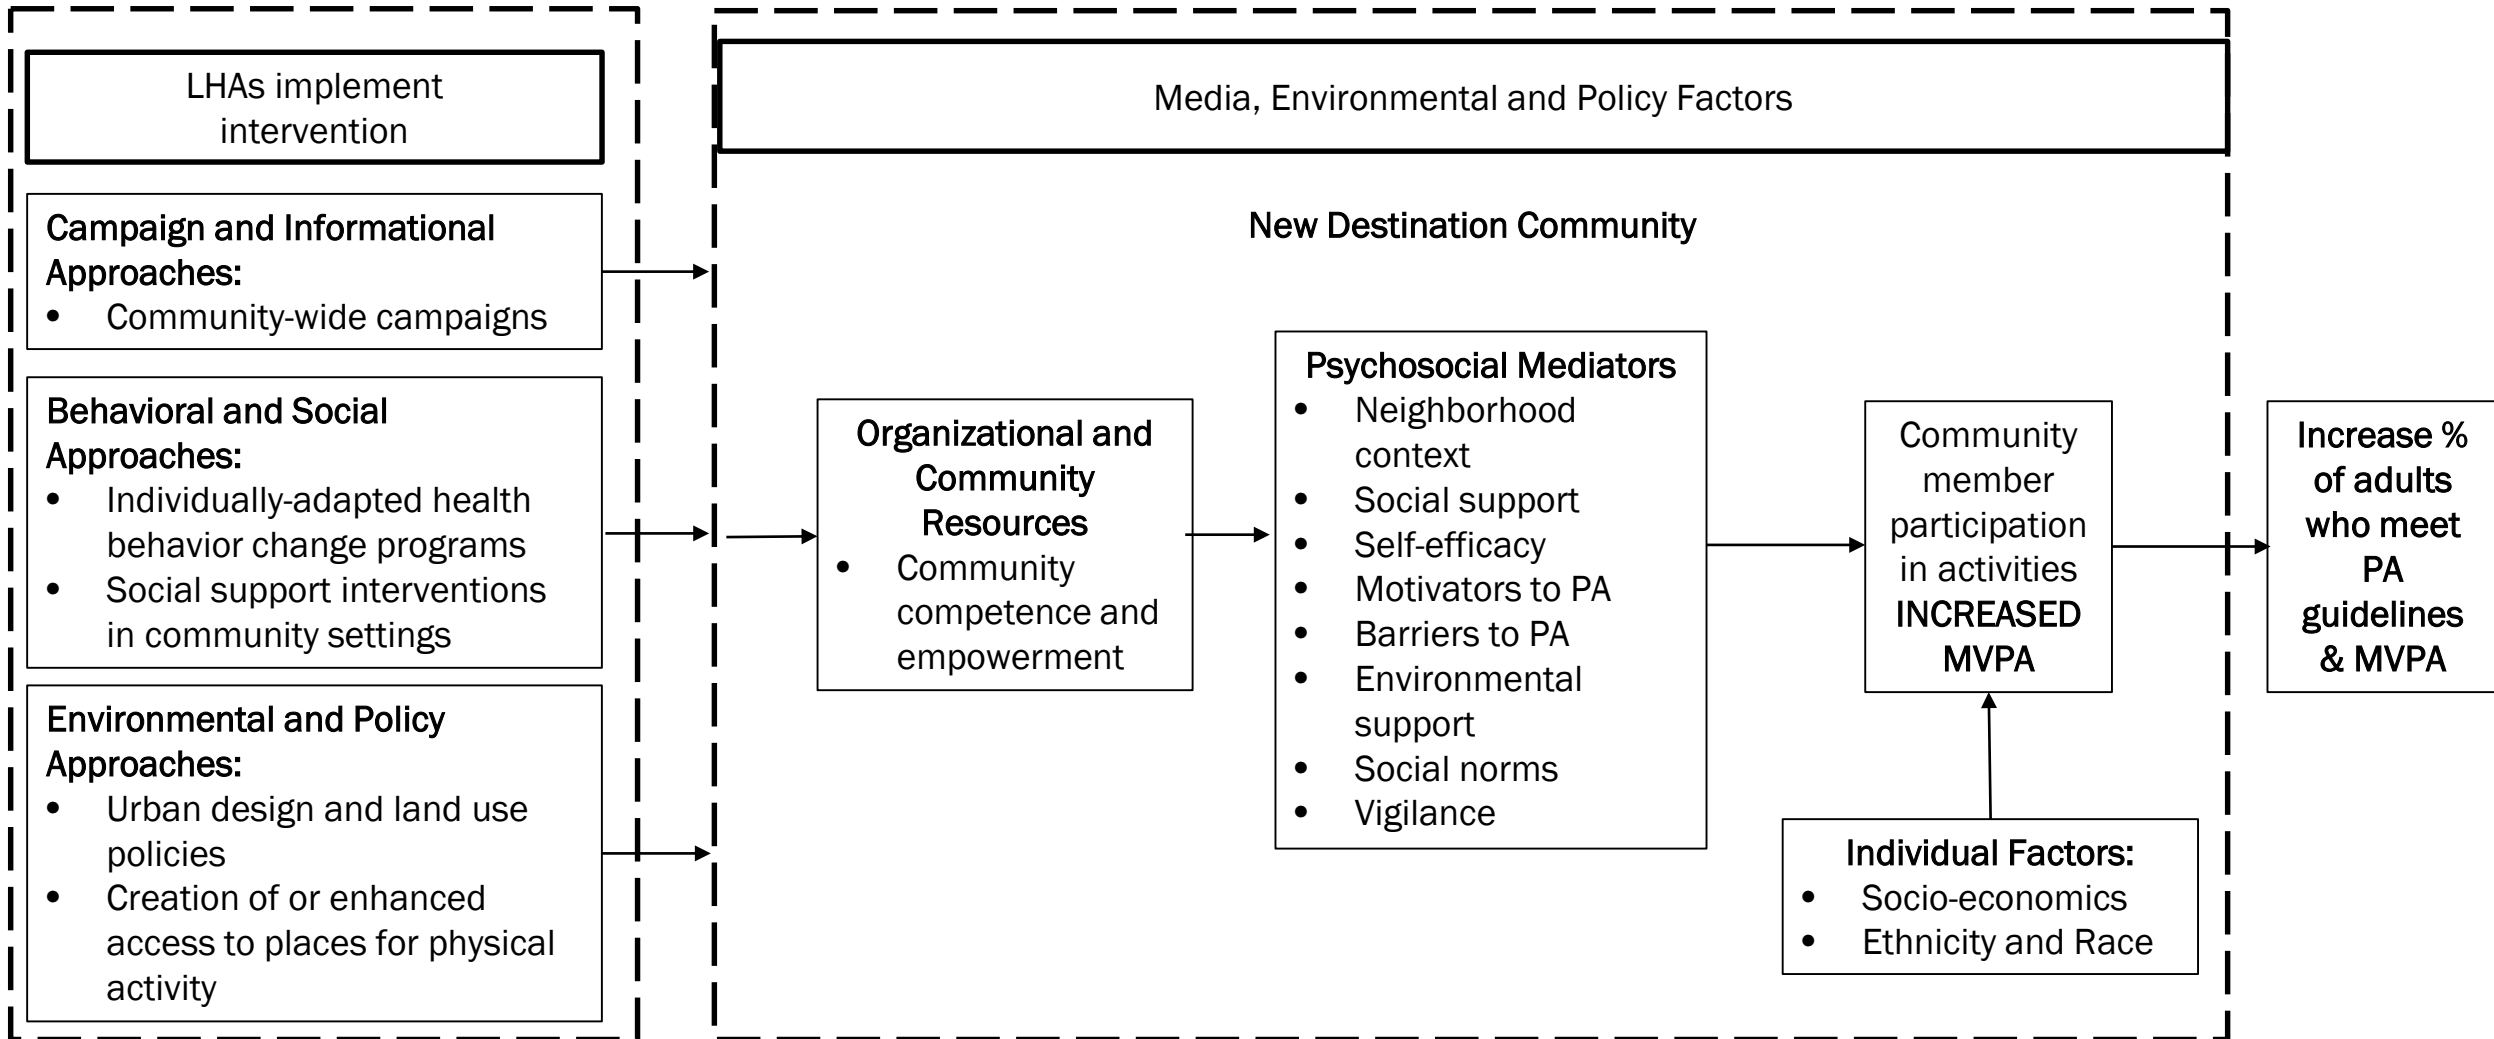 LHAs implement
intervention
Campaign and Informational
Approaches:
• Community-wide campaigns
Behavioral and Social
Approaches:
• Individually-adapted health
behavior change programs
• Social support interventions
in community settings
Environmental and Policy
Approaches:
• Urban design and land use
policies
• Creation of or enhanced
access to places for physical
activity
Media, Environmental and Policy Factors
New Destination Community
Organizational and
Community
Resources
• Community
competence and
empowerment
Psychosocial Mediators
• Neighborhood
context
• Social support
• Self-efficacy
• Motivators to PA
• Barriers to PA
• Environmental
support
• Social norms
• Vigilance
Community
member
participation
in activities
INCREASED
MVPA
Individual Factors:
• Socio-economics
• Ethnicity and Race
Increase %
of adults
who meet
PA
guidelines
& MVPA